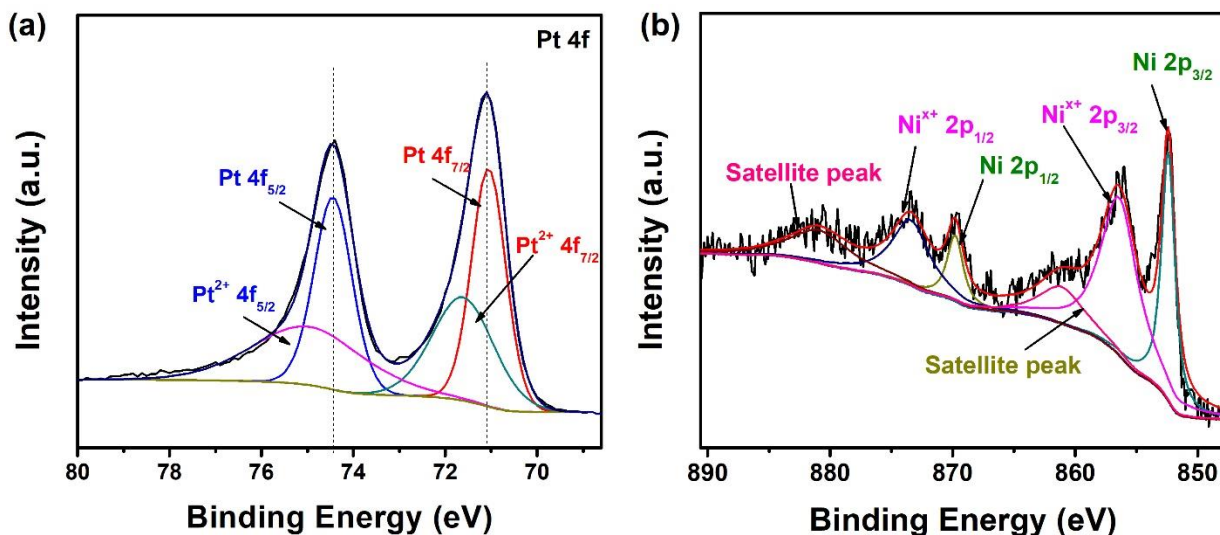 (a)
Pt 4f
Pt 4f5/2
Pt 4f7/2
Pt2+ 4f7/2
Pt2+ 4f5/2
Intensity (a.u.)
80 78 76 74 72 70
Binding Energy (eV)
(b)
Ni 2p3/2
Nix+ 2p1/2
Nix+ 2p3/2
Ni 2p1/2
Satellite peak
Satellite peak
Intensity (a.u.)
890 880 870 860 850
Binding Energy (eV)